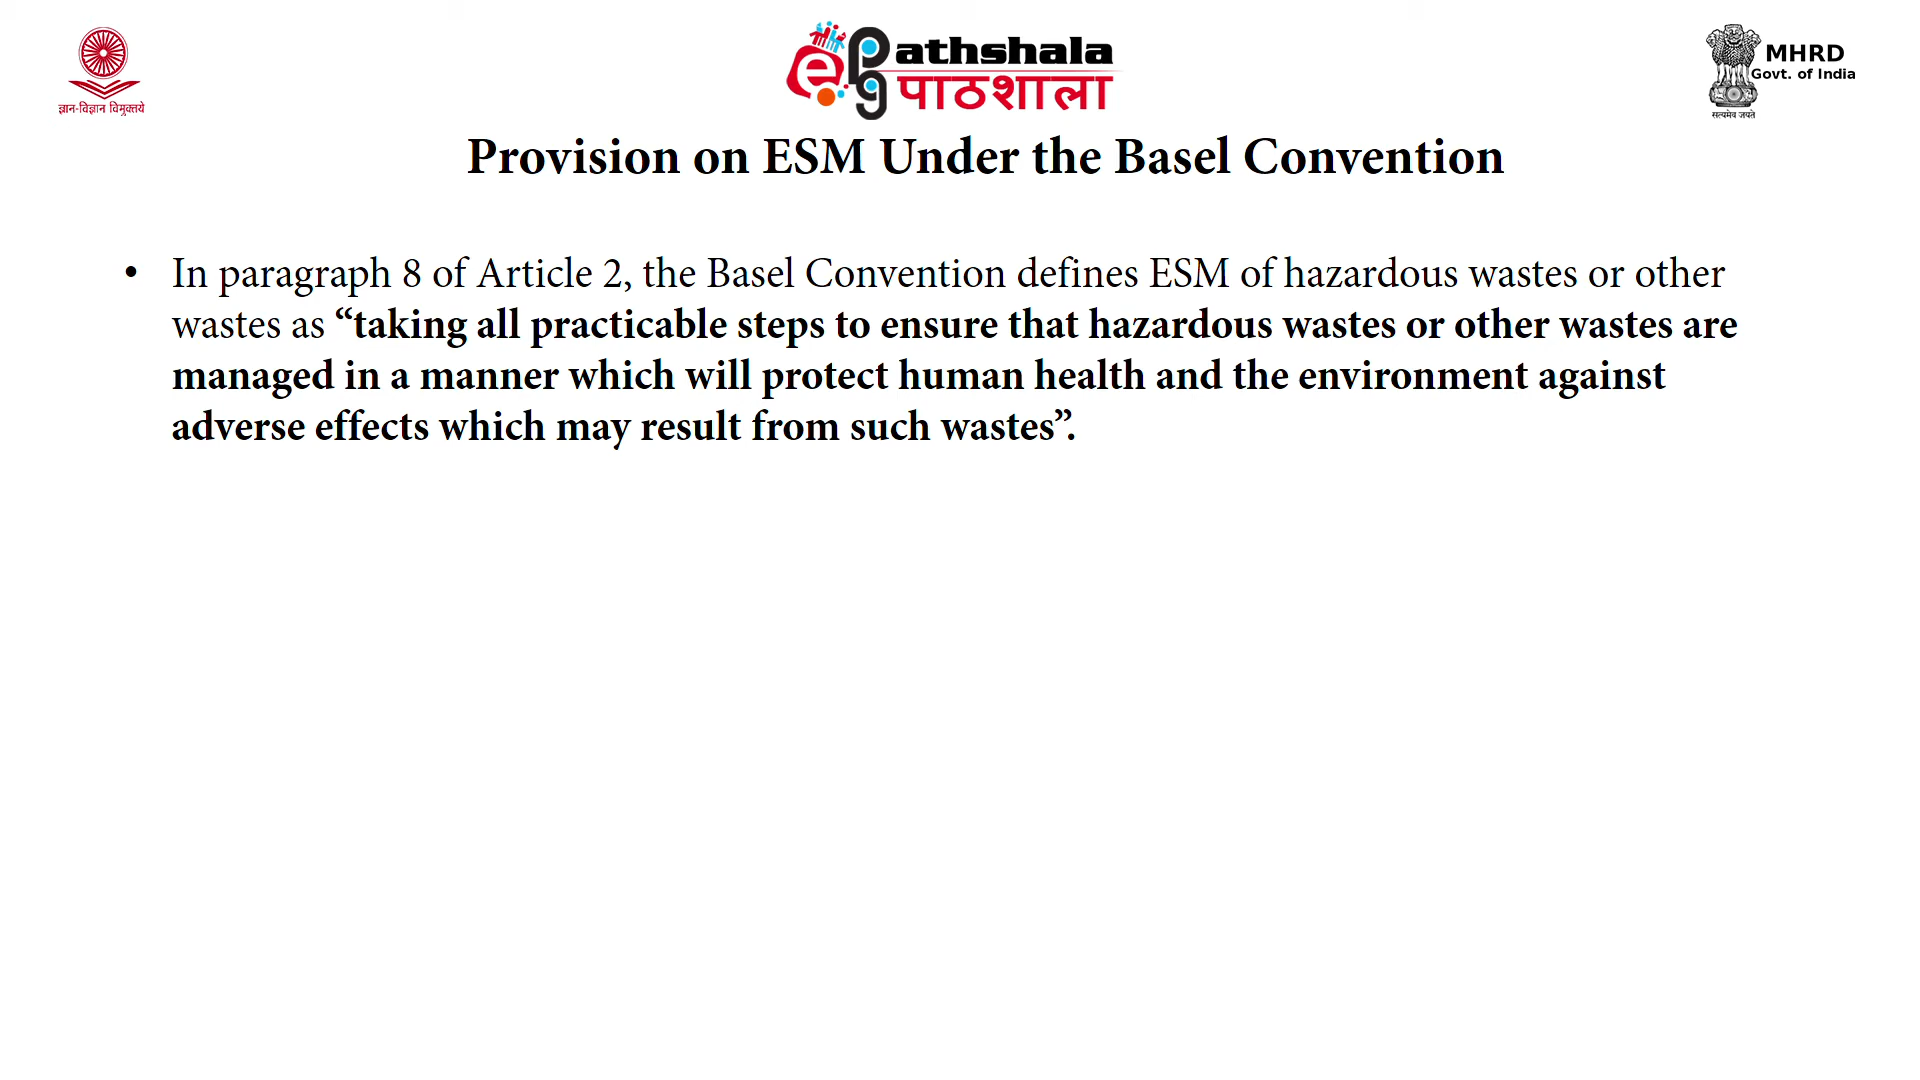 ज्ञान-विज्ञान विमुक्तये
e PG athshala
पाठशाला
MHRD
Govt. of India
सत्यमेव जयते
Provision on ESM Under the Basel Convention
• In paragraph 8 of Article 2, the Basel Convention defines ESM of hazardous wastes or other
wastes as “taking all practicable steps to ensure that hazardous wastes or other wastes are
managed in a manner which will protect human health and the environment against
adverse effects which may result from such wastes”.